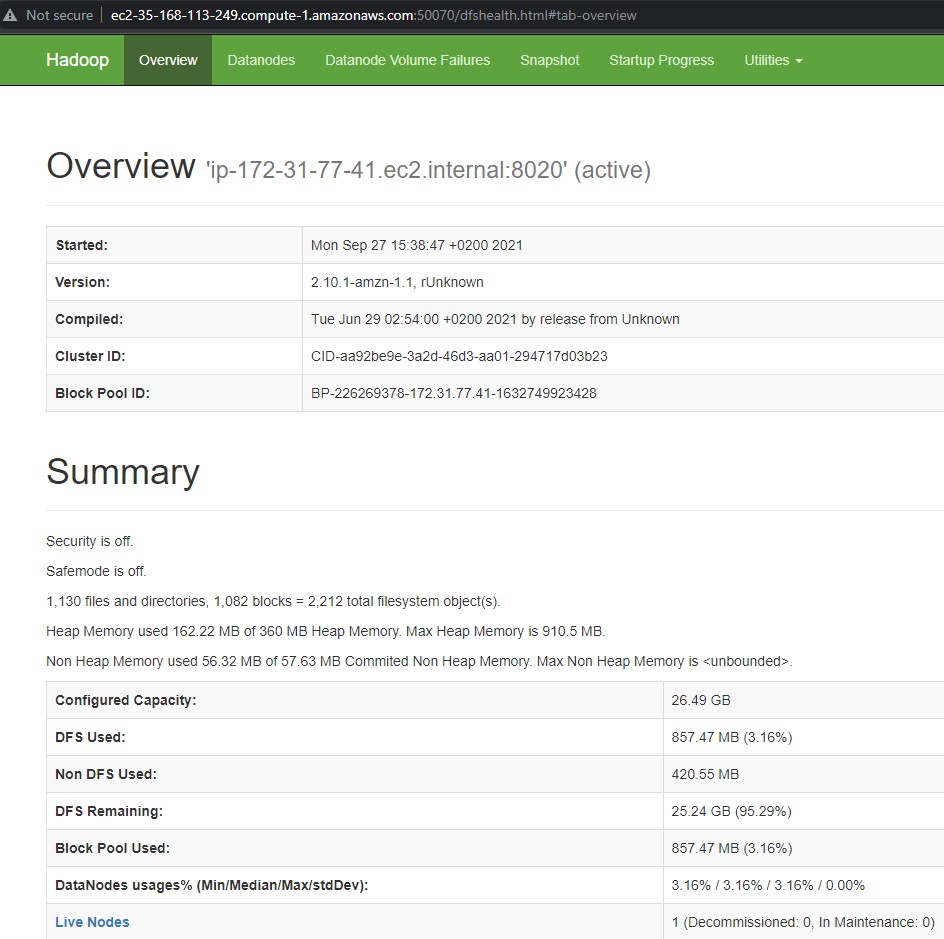 Not secure ec2-35-168-113-249.compute-1.amazonaws.com:50070/dfshealth.html#tab-overview
Hadoop Overview Datanodes Datanode Volume Failures Snapshot Startup Progress Utilities
Overview 'ip-172-31-77-41.ec2.internal:8020' (active)
Started: Mon Sep 27 15:38:47 +0200 2021
Version: 2.10.1-amzn-1.1, rUnknown
Compiled: Tue Jun 29 02:54:00 +0200 2021 by release from Unknown
Cluster ID: CID-aa92be9e-3a2d-46d3-aa01-294717d03b23
Block Pool ID: BP-226269378-172.31.77.41-1632749923428
Summary
Security is off.
Safemode is off.
1,130 files and directories, 1,082 blocks = 2,212 total filesystem object(s).
Heap Memory used 162.22 MB of 360 MB Heap Memory. Max Heap Memory is 910.5 MB.
Non Heap Memory used 56.32 MB of 57.63 MB Commited Non Heap Memory. Max Non Heap Memory is <unbounded>.
Configured Capacity: 26.49 GB
DFS Used: 857.47 MB (3.16%)
Non DFS Used: 420.55 MB
DFS Remaining: 25.24 GB (95.29%)
Block Pool Used: 857.47 MB (3.16%)
DataNodes usages% (Min/Median/Max/stdDev): 3.16% / 3.16% / 3.16% / 0.00%
Live Nodes 1 (Decommissioned: 0, In Maintenance: 0)